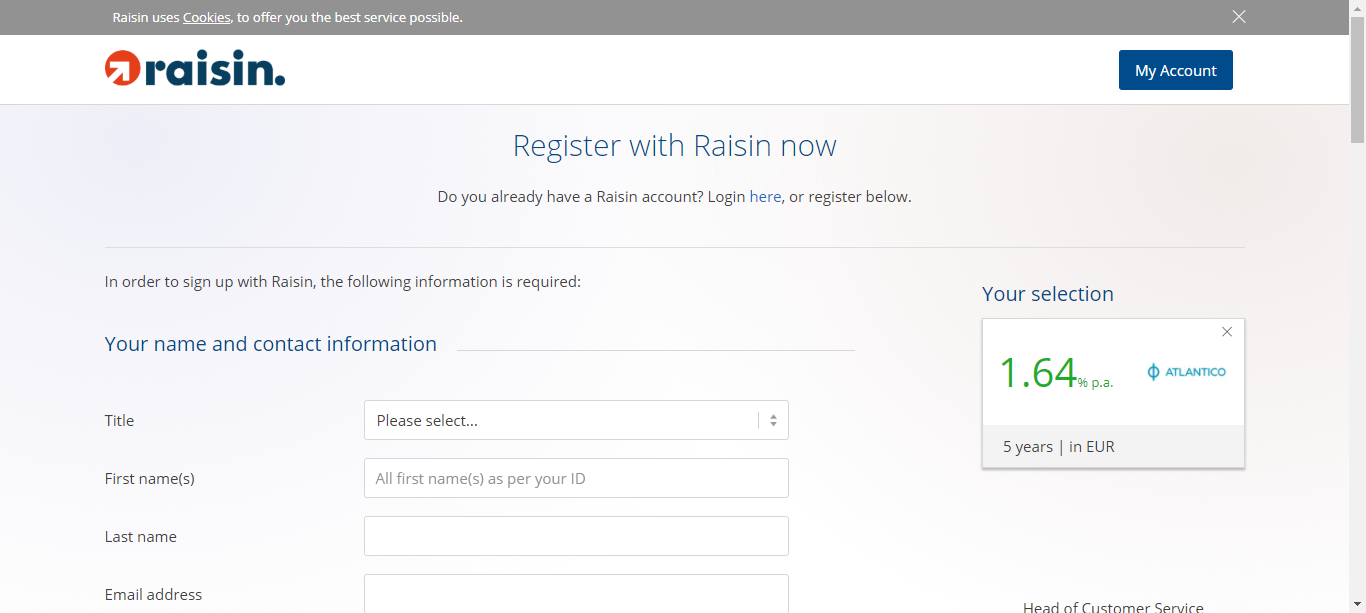 Raisin uses Cookies, to offer you the best service possible.
raisin.
My Account
Register with Raisin now
Do you already have a Raisin account? Login here, or register below.
In order to sign up with Raisin, the following information is required:
Your name and contact information
Title
Please select...
First name(s)
All first name(s) as per your ID
Last name
Email address
Your selection
1.64% p.a.
ATLANTICO
5 years | in EUR
Head of Customer Service